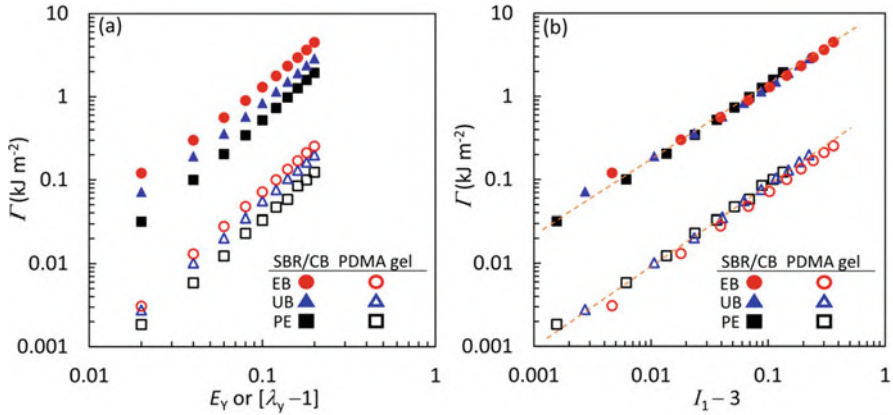 (a)
10
1
0.1
0.01
0.001
Γ (kJ m⁻²)
SBR/CB PDMA gel
EB
UB
PE
0.01 0.1 1
E_Y or [λ_y −1]
(b)
10
1
0.1
0.01
0.001
Γ (kJ m⁻²)
SBR/CB PDMA gel
EB
UB
PE
0.001 0.01 0.1 1
I₁ − 3